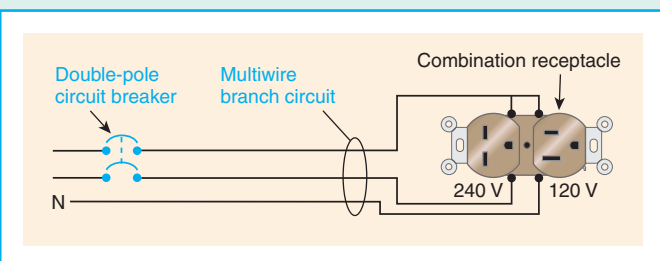 Combination receptacle
Double-pole
circuit breaker
Multiwire
branch circuit
240 V
120 V
N